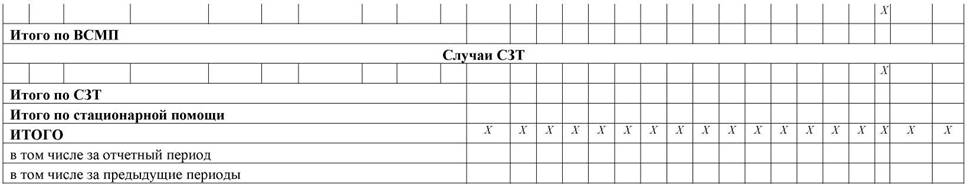 X
Итого по ВСМП
Случаи СЗТ
X
Итого по СЗТ
Итого по стационарной помощи
ИТОГО X X X X X X X X X X X X X X X X X X
в том числе за отчетный период
в том числе за предыдущие периоды